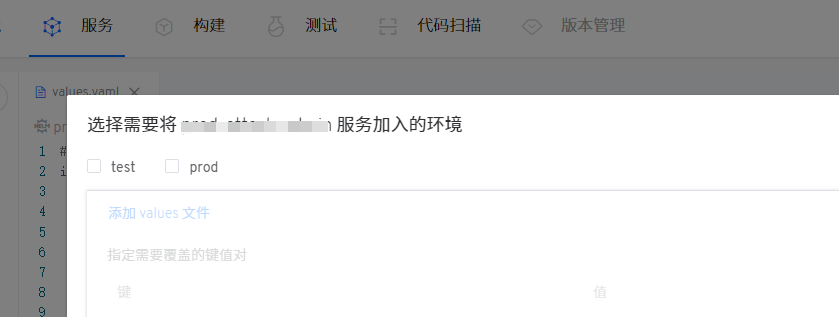 服务 构建 测试 代码扫描 版本管理
values.yaml
选择需要将 服务加入的环境
1 #
2 i
test prod
3
添加 values 文件
4
5
指定需要覆盖的键值对
6
7
键 值
8
9